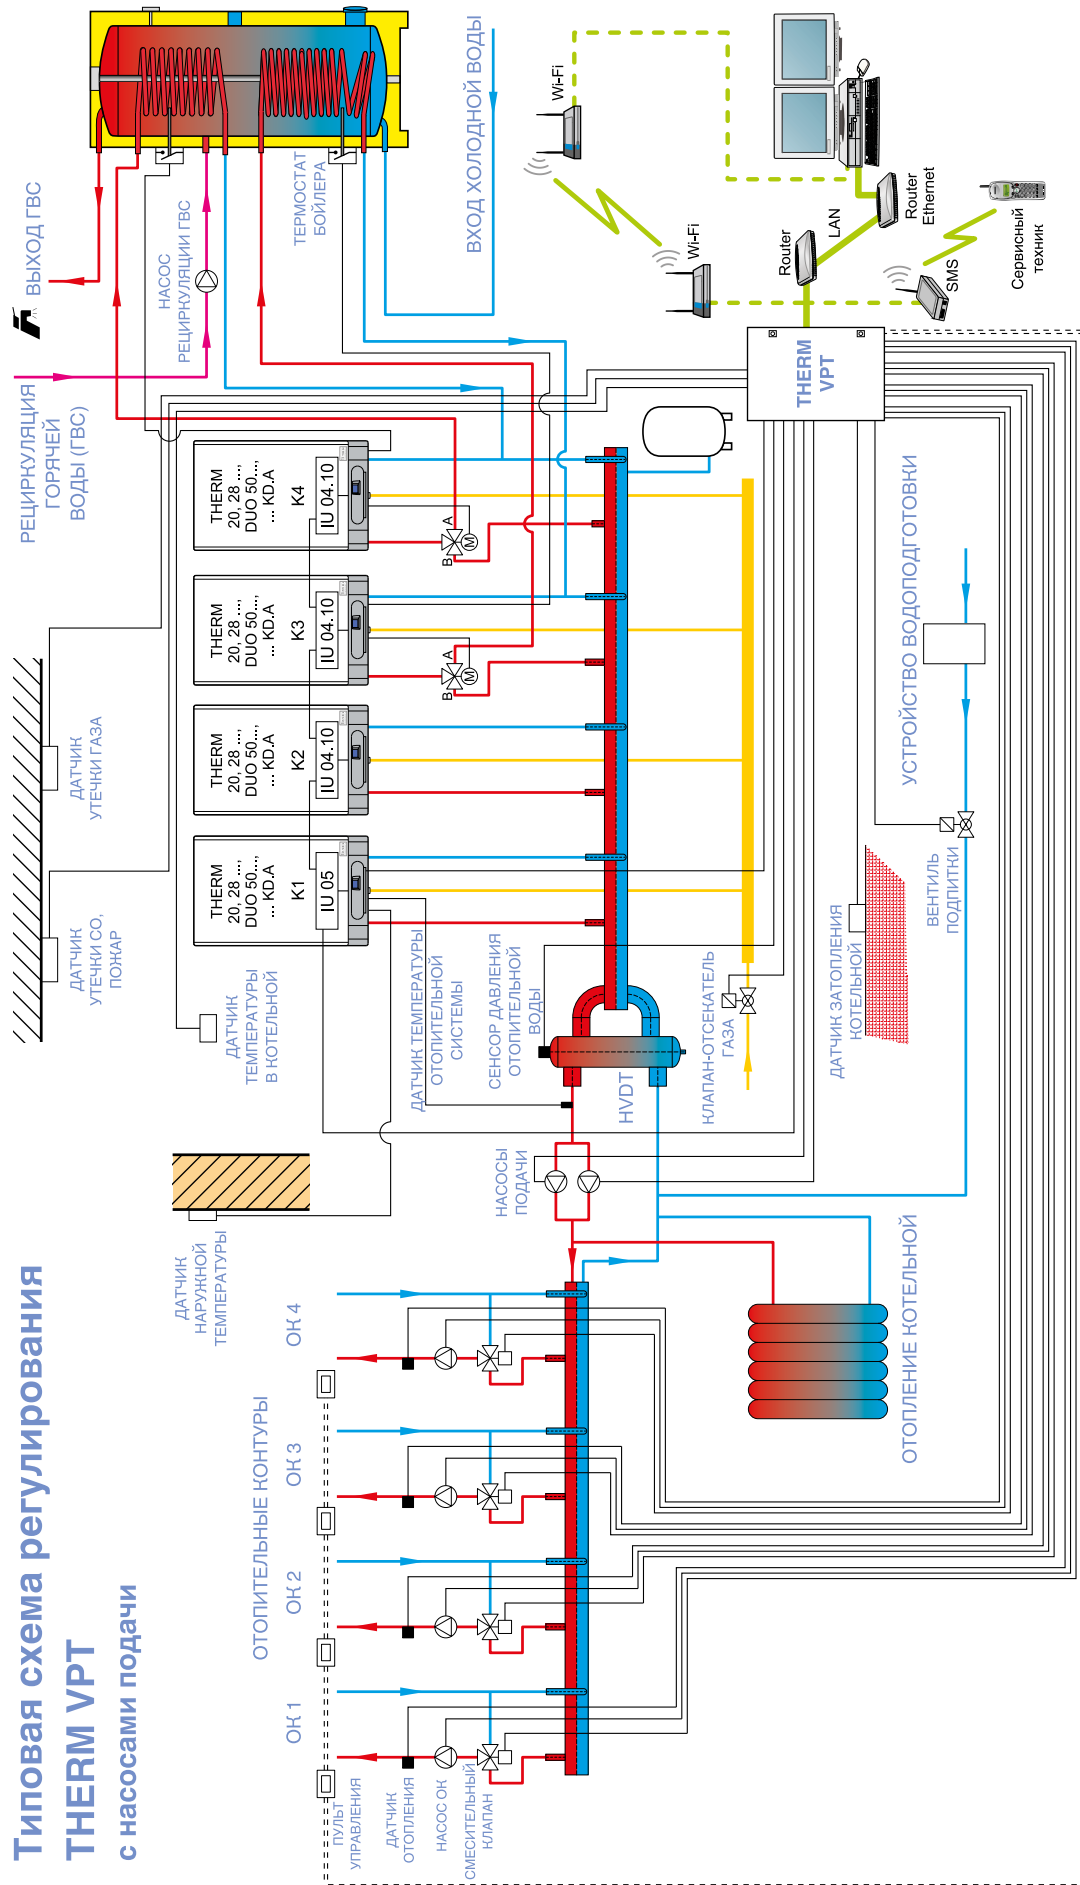 Типовая схема регулирования
THERM VPT
с насосами подачи
ПУЛЬТ
УПРАВЛЕНИЯ
ДАТЧИК
ОТОПЛЕНИЯ
НАСОС ОК
СМЕСИТЕЛЬНЫЙ
КЛАПАН
ОТОПИТЕЛЬНЫЕ КОНТУРЫ
ОК 1
ОК 2
ОК 3
ОК 4
ДАТЧИК
НАРУЖНОЙ
ТЕМПЕРАТУРЫ
ДАТЧИК
УТЕЧКИ CO,
ПОЖАР
ДАТЧИК
УТЕЧКИ ГАЗА
ДАТЧИК
ТЕМПЕРАТУРЫ
В КОТЕЛЬНОЙ
THERM
20, 28 ...,
DUO 50...,
... KD.A
K1
IU 05
THERM
20, 28 ...,
DUO 50...,
... KD.A
K2
IU 04.10
THERM
20, 28 ...,
DUO 50...,
... KD.A
K3
IU 04.10
THERM
20, 28 ...,
DUO 50...,
... KD.A
K4
IU 04.10
B
A
M
B
A
M
РЕЦИРКУЛЯЦИЯ
ГОРЯЧЕЙ
ВОДЫ (ГВС)
ВЫХОД ГВС
НАСОС
РЕЦИРКУЛЯЦИИ ГВС
ТЕРМОСТАТ
БОЙЛЕРА
ВХОД ХОЛОДНОЙ ВОДЫ
ДАТЧИК ТЕМПЕРАТУРЫ
ОТОПИТЕЛЬНОЙ
СИСТЕМЫ
СЕНСОР ДАВЛЕНИЯ
ОТОПИТЕЛЬНОЙ
ВОДЫ
НАСОСЫ
ПОДАЧИ
HVDT
КЛАПАН-ОТСЕКАТЕЛЬ
ГАЗА
ДАТЧИК ЗАТОПЛЕНИЯ
КОТЕЛЬНОЙ
ВЕНТИЛЬ
ПОДПИТКИ
УСТРОЙСТВО ВОДОПОДГОТОВКИ
ОТОПЛЕНИЕ КОТЕЛЬНОЙ
THERM
VPT
Wi-Fi
Wi-Fi
Router
LAN
Router
Ethernet
SMS
Сервисный
техник